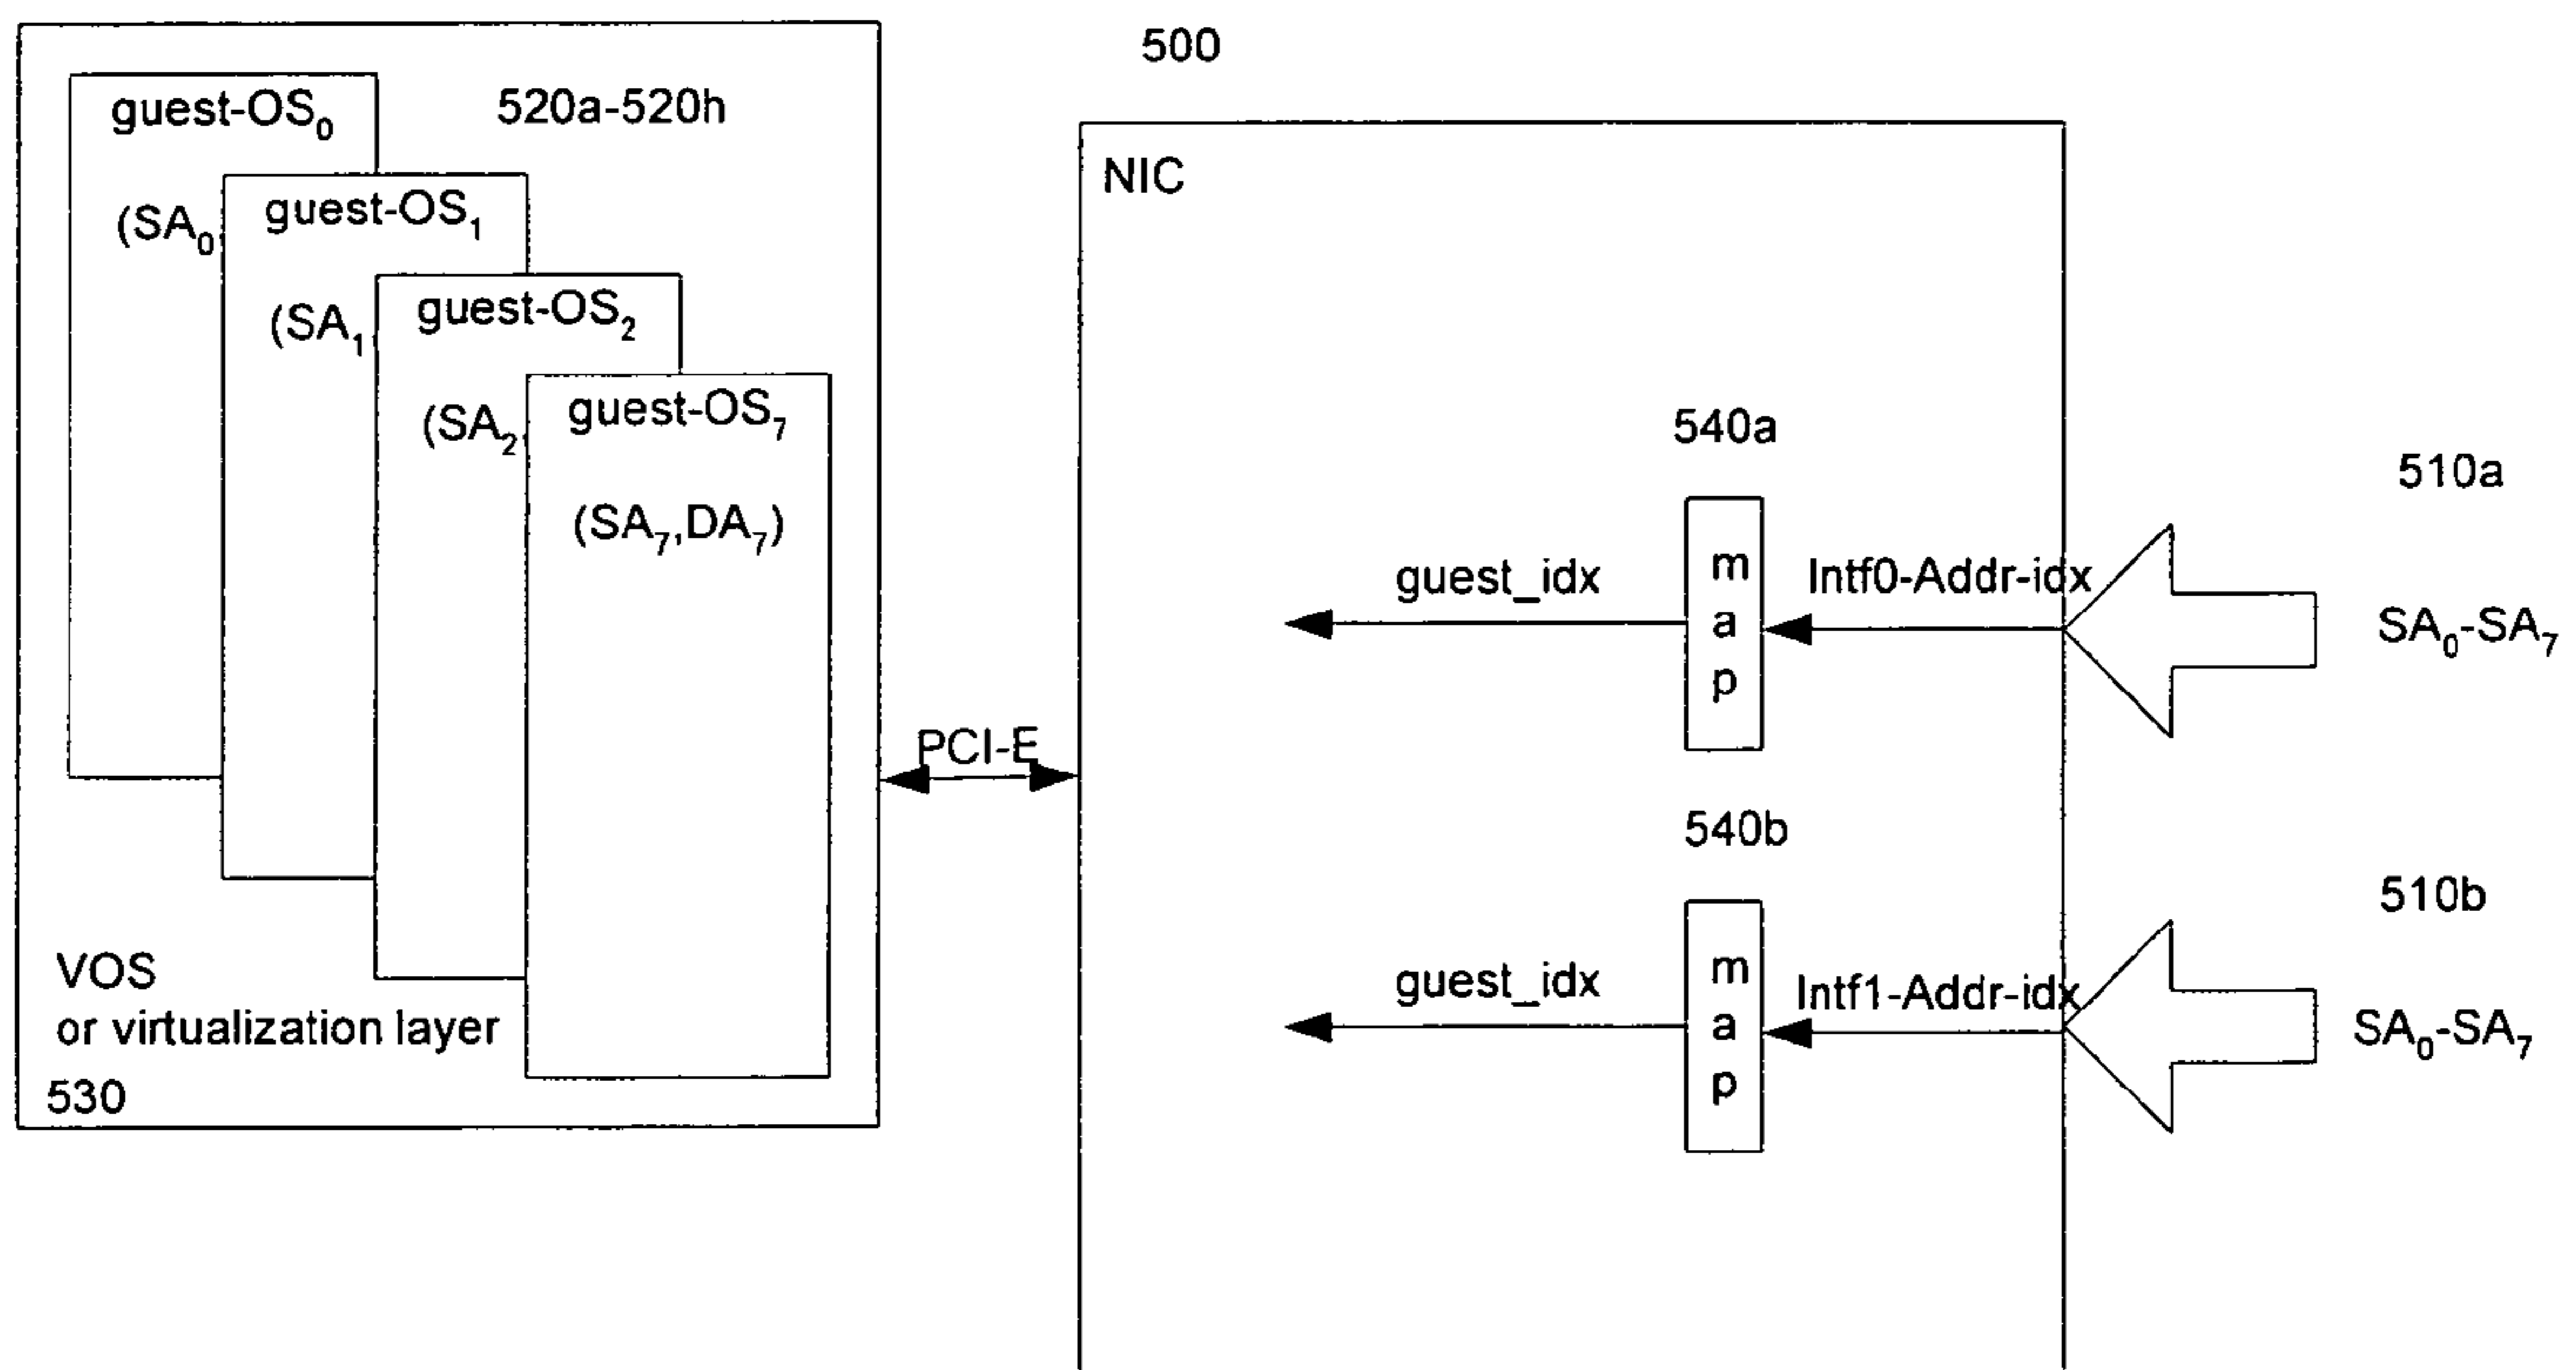 500
guest-OS0
520a-520h
NIC
(SA0
guest-OS1
(SA1
guest-OS2
(SA2,
guest-OS7
(SA7,DA7)
540a
510a
map
guest_idx
Intf0-Addr-idx
SA0-SA7
PCI-E
540b
510b
map
guest_idx
Intf1-Addr-idx
SA0-SA7
VOS
or virtualization layer
530